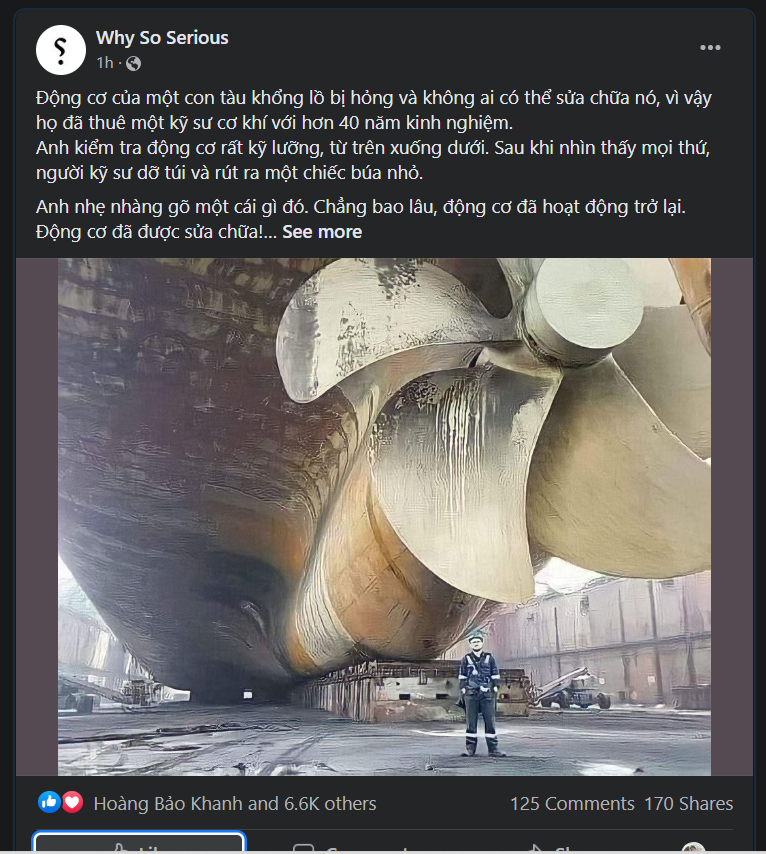 Why So Serious
1h ·
Động cơ của một con tàu khổng lồ bị hỏng và không ai có thể sửa chữa nó, vì vậy
họ đã thuê một kỹ sư cơ khí với hơn 40 năm kinh nghiệm.
Anh kiểm tra động cơ rất kỹ lưỡng, từ trên xuống dưới. Sau khi nhìn thấy mọi thứ,
người kỹ sư dỡ túi và rút ra một chiếc búa nhỏ.
Anh nhẹ nhàng gõ một cái gì đó. Chẳng bao lâu, động cơ đã hoạt động trở lại.
Động cơ đã được sửa chữa!... See more
Hoàng Bảo Khanh and 6.6K others
125 Comments 170 Shares